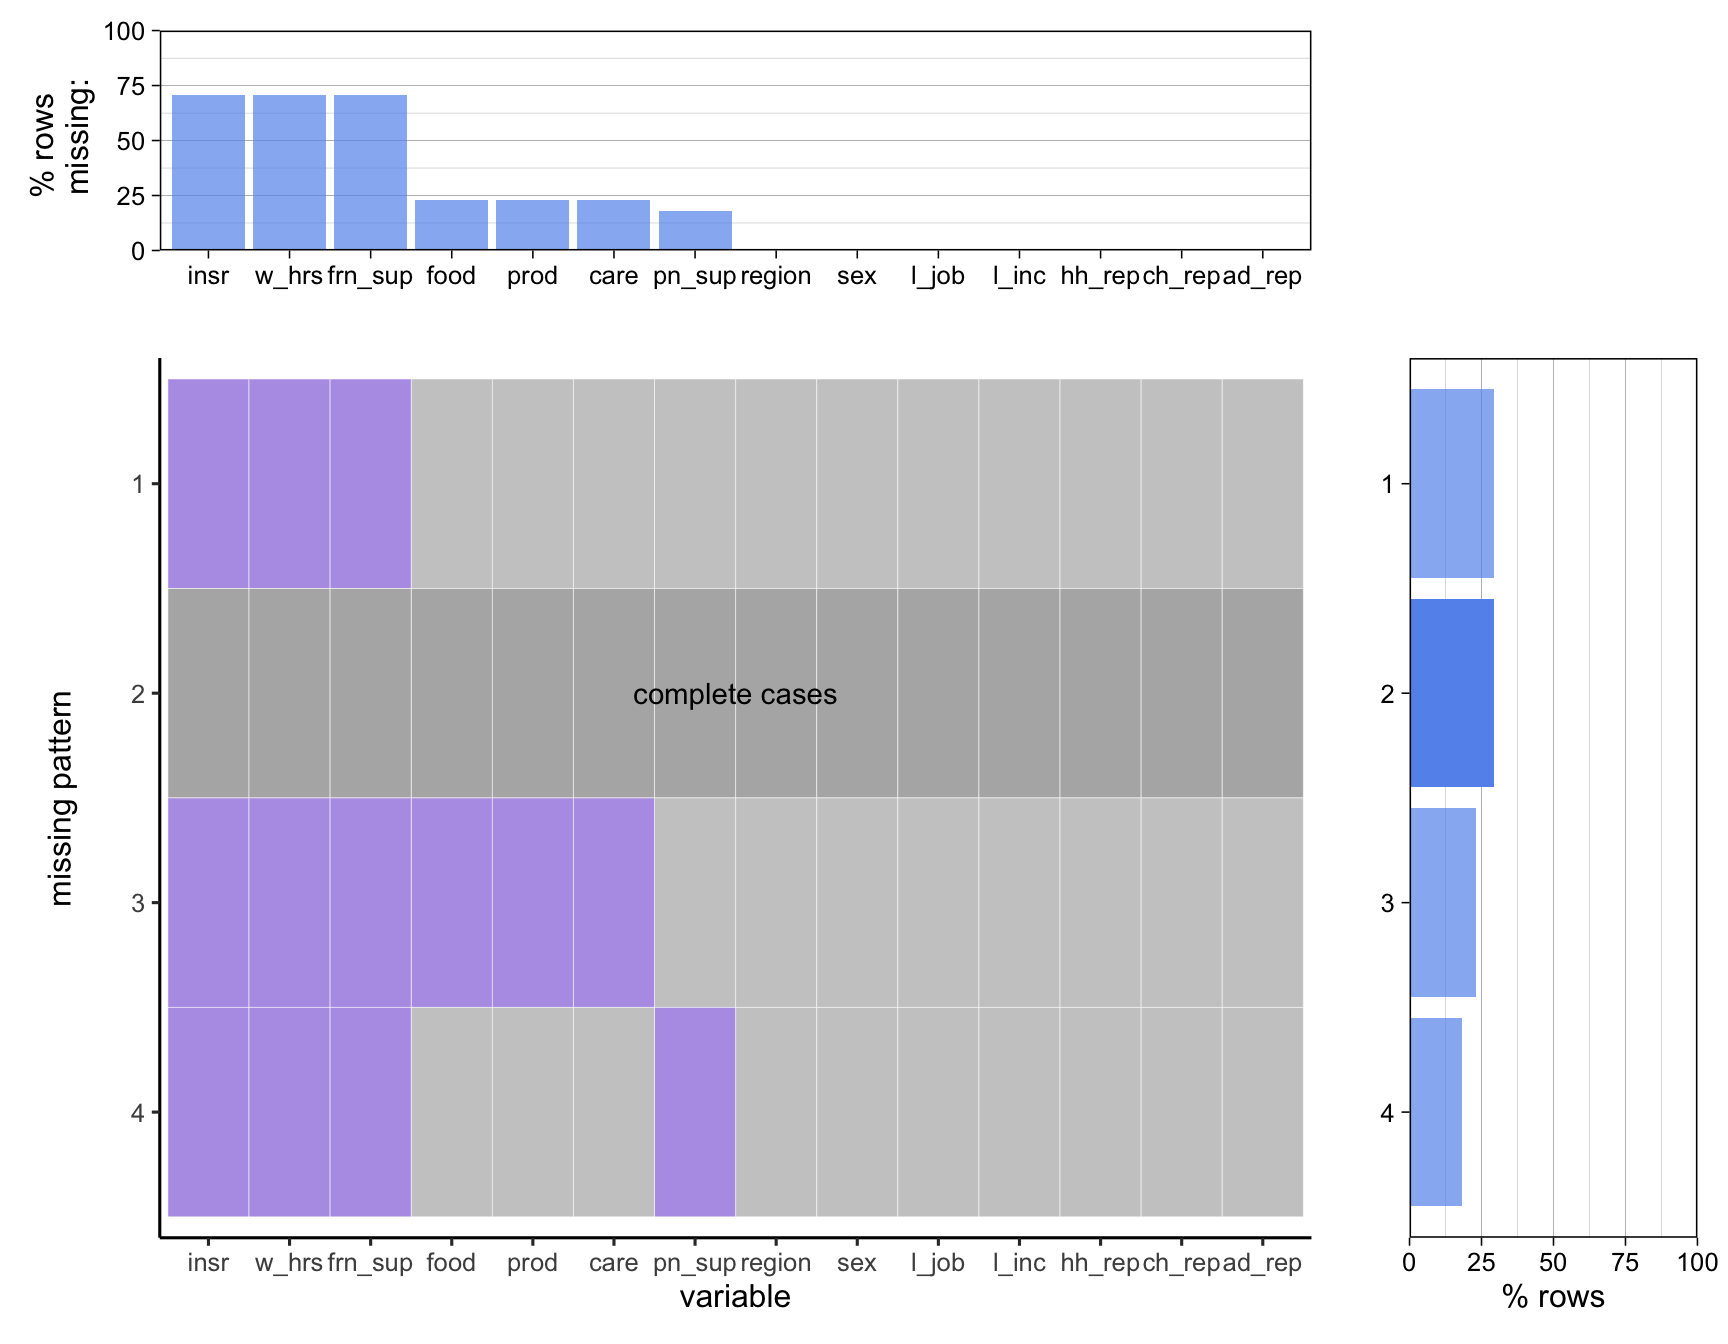 100
75
50
25
0
% rows
missing:
insr w_hrs frn_sup food prod care pn_sup region sex l_job l_inc hh_rep ch_rep ad_rep
missing pattern
1
2
3
4
complete cases
insr w_hrs frn_sup food prod care pn_sup region sex l_job l_inc hh_rep ch_rep ad_rep
variable
1
2
3
4
0 25 50 75 100
% rows